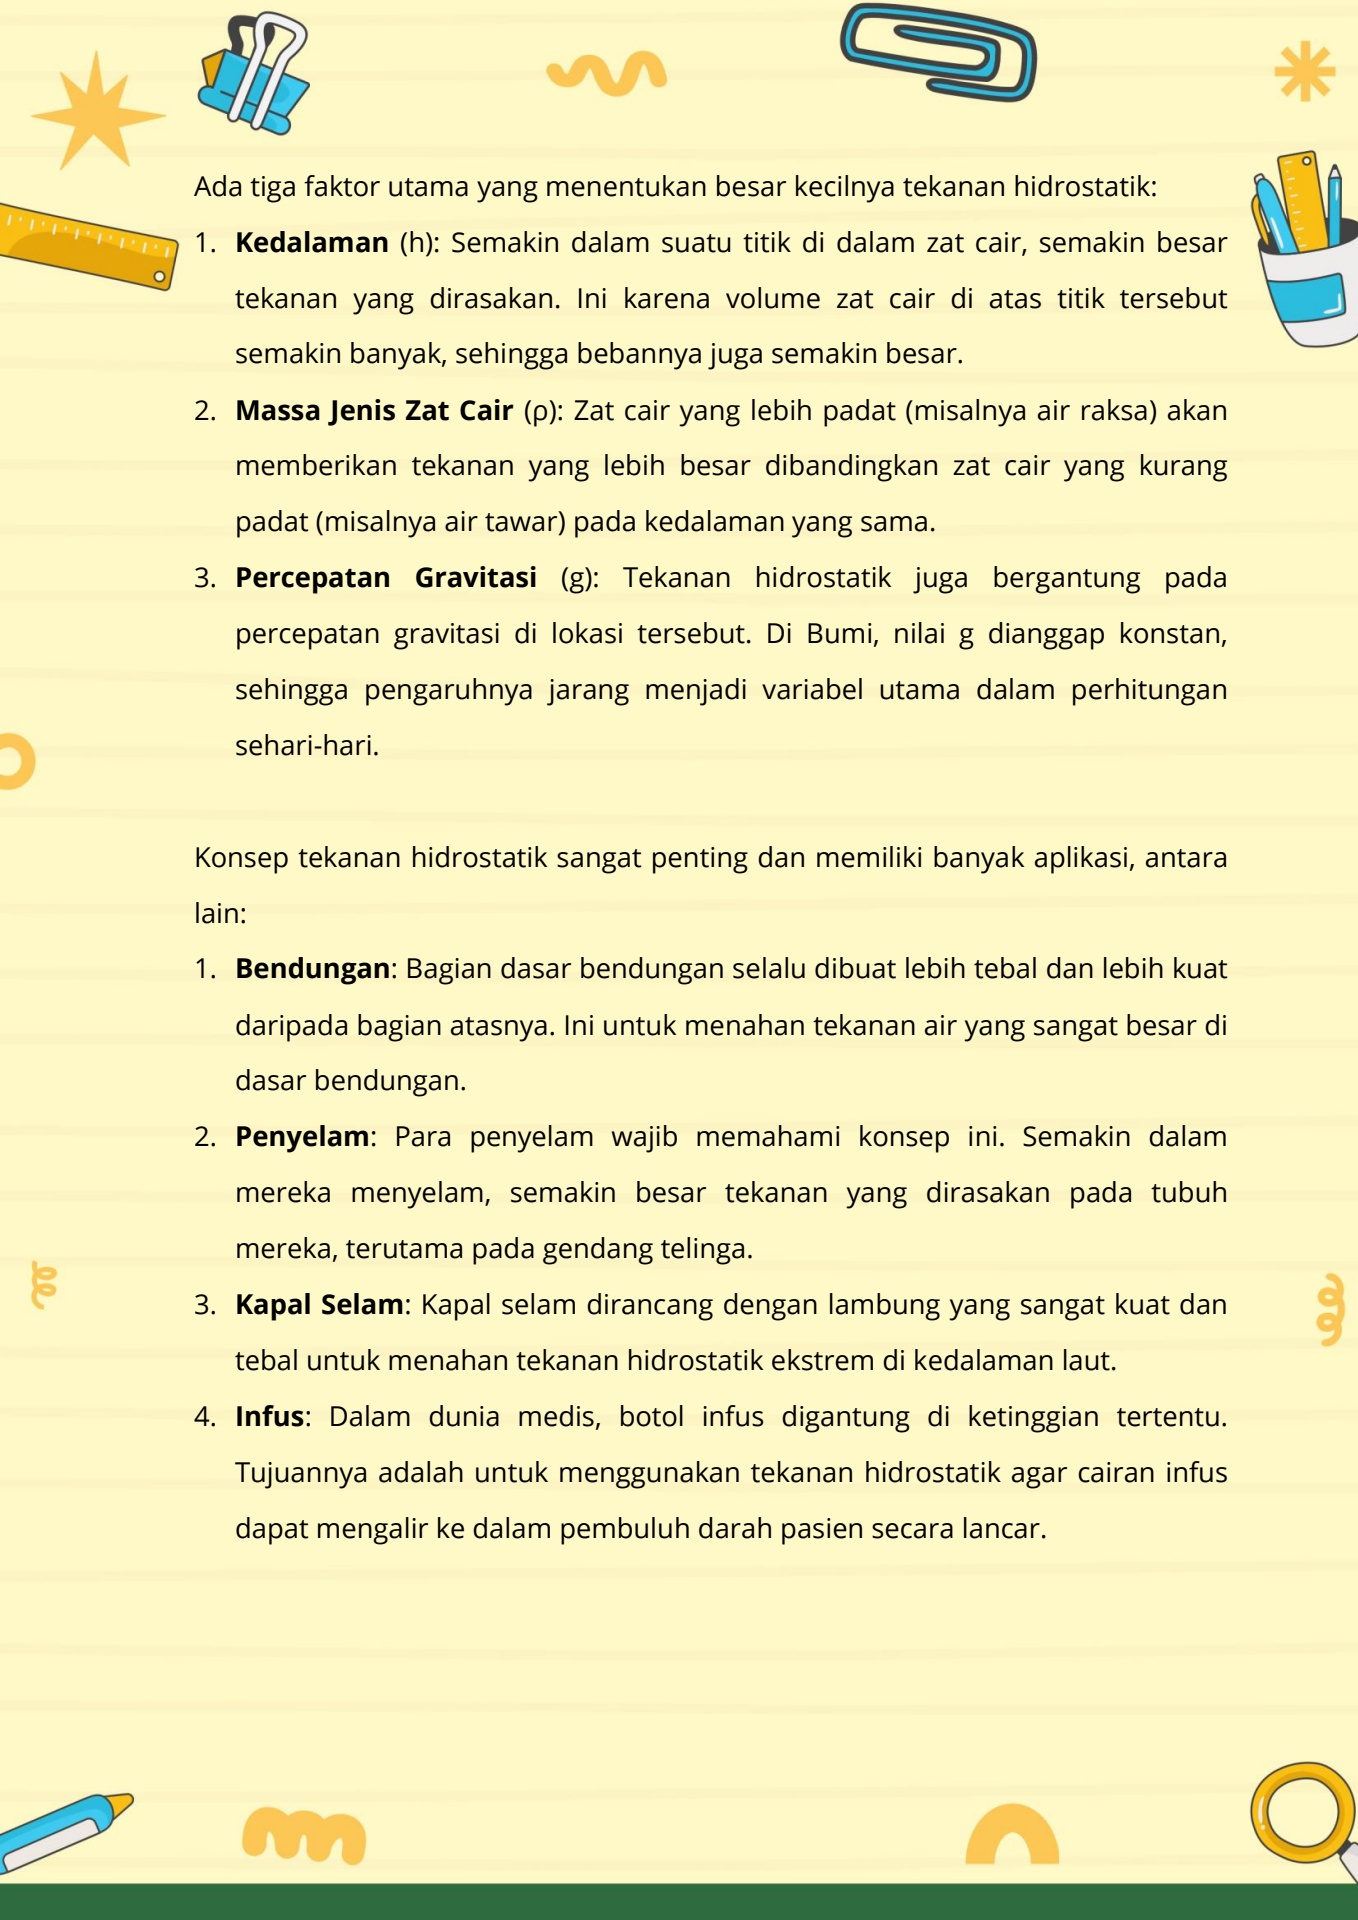 Ada tiga faktor utama yang menentukan besar kecilnya tekanan hidrostatik:
1. Kedalaman (h): Semakin dalam suatu titik di dalam zat cair, semakin besar
tekanan yang dirasakan. Ini karena volume zat cair di atas titik tersebut
semakin banyak, sehingga bebannya juga semakin besar.
2. Massa Jenis Zat Cair (ρ): Zat cair yang lebih padat (misalnya air raksa) akan
memberikan tekanan yang lebih besar dibandingkan zat cair yang kurang
padat (misalnya air tawar) pada kedalaman yang sama.
3. Percepatan Gravitasi (g): Tekanan hidrostatik juga bergantung pada
percepatan gravitasi di lokasi tersebut. Di Bumi, nilai g dianggap konstan,
sehingga pengaruhnya jarang menjadi variabel utama dalam perhitungan
sehari-hari.
Konsep tekanan hidrostatik sangat penting dan memiliki banyak aplikasi, antara
lain:
1. Bendungan: Bagian dasar bendungan selalu dibuat lebih tebal dan lebih kuat
daripada bagian atasnya. Ini untuk menahan tekanan air yang sangat besar di
dasar bendungan.
2. Penyelam: Para penyelam wajib memahami konsep ini. Semakin dalam
mereka menyelam, semakin besar tekanan yang dirasakan pada tubuh
mereka, terutama pada gendang telinga.
3. Kapal Selam: Kapal selam dirancang dengan lambung yang sangat kuat dan
tebal untuk menahan tekanan hidrostatik ekstrem di kedalaman laut.
4. Infus: Dalam dunia medis, botol infus digantung di ketinggian tertentu.
Tujuannya adalah untuk menggunakan tekanan hidrostatik agar cairan infus
dapat mengalir ke dalam pembuluh darah pasien secara lancar.